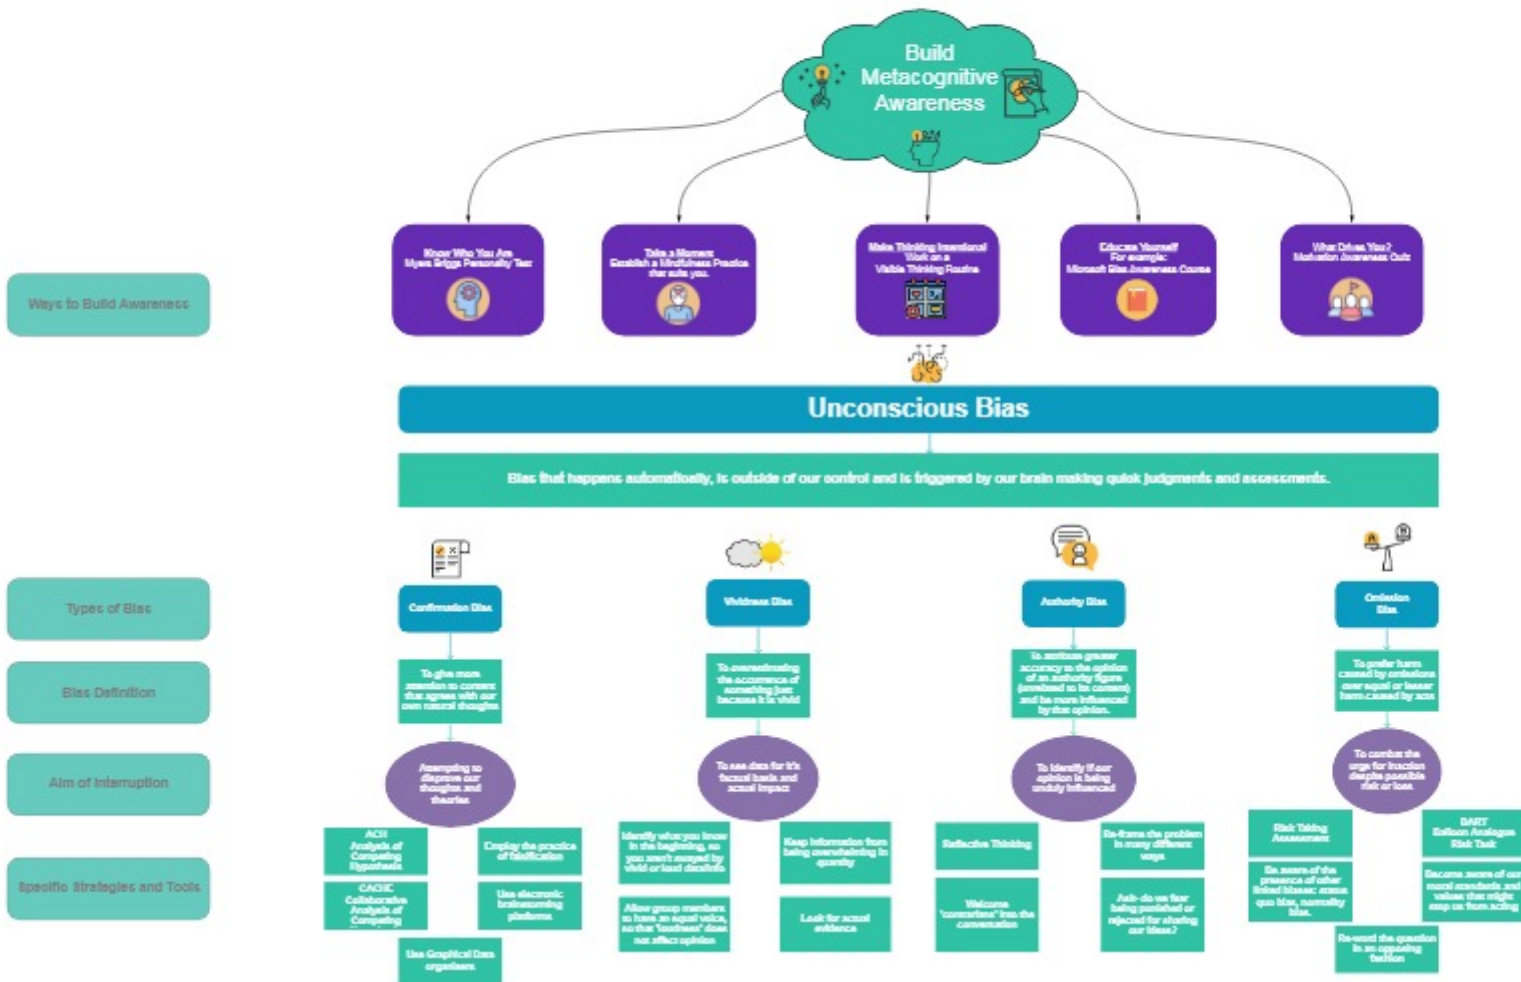 Build
Metacognitive
Awareness
Know Who You Are
Myers Briggs Personality Test
Take a Moment
Establish a Mindfulness Practice
that suits you.
Make Thinking Intentional
Work on a
Visible Thinking Routine
Educate Yourself
For example:
Microsoft Bias Awareness Course
What Drives You?
Motivation Awareness Quiz
Ways to Build Awareness
Unconscious Bias
Bias that happens automatically, is outside of our control and is triggered by our brain making quick judgments and assessments.
Types of Bias
Confirmation Bias
Vividness Bias
Authority Bias
Omission
Bias
Bias Definition
To give more
attention to content
that agrees with our
own natural thoughts
To overestimating
the occurrence of
something just
because it is vivid
To attribute greater
accuracy to the opinion
of an authority figure
(unrelated to its content)
and be more influenced
by that opinion.
To prefer harm
caused by omissions
over equal or lesser
harm caused by acts
Aim of Interruption
Attempting to
disprove our
thoughts and
theories
To see data for it's
factual basis and
actual impact
To identify if our
opinion is being
unduly influenced
To combat the
urge for inaction
despite possible
risk or loss
Specific Strategies and Tools
ACH
Analysis of
Competing
Hypothesis
Employ the practice
of falsification
Collaborative
Analysis of
Competing
Use electronic
brainstorming
platforms
Use Graphical Data
organisers
Identify what you know
in the beginning, so
you aren't swayed by
vivid or loud data/info
Keep information from
being overwhelming in
quantity
Allow group members
to have an equal voice,
so that 'loudness' does
not affect opinion
Look for actual
evidence
Reflective Thinking
Re-frame the problem
in many different
ways
Welcome
'contrarians' into the
conversation
Ask- do we fear
being punished or
rejected for sharing
our ideas?
Risk Taking
Assessment
BART
Balloon Analogue
Risk Task
Be aware of the
presence of other
linked biases: status
quo bias, normality
bias.
Become aware of our
moral standards and
values that might
stop us from acting
Re-word the question
in an opposing
fashion